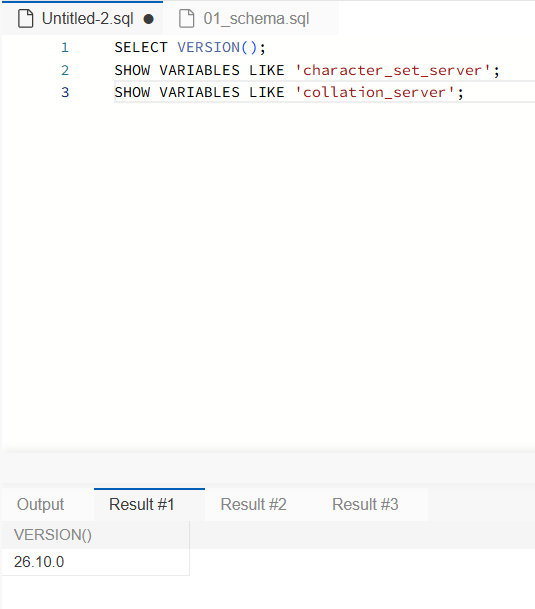 Untitled-2.sql ● 01_schema.sql
1 SELECT VERSION();
2 SHOW VARIABLES LIKE 'character_set_server';
3 SHOW VARIABLES LIKE 'collation_server';
Output Result #1 Result #2 Result #3
VERSION()
26.10.0